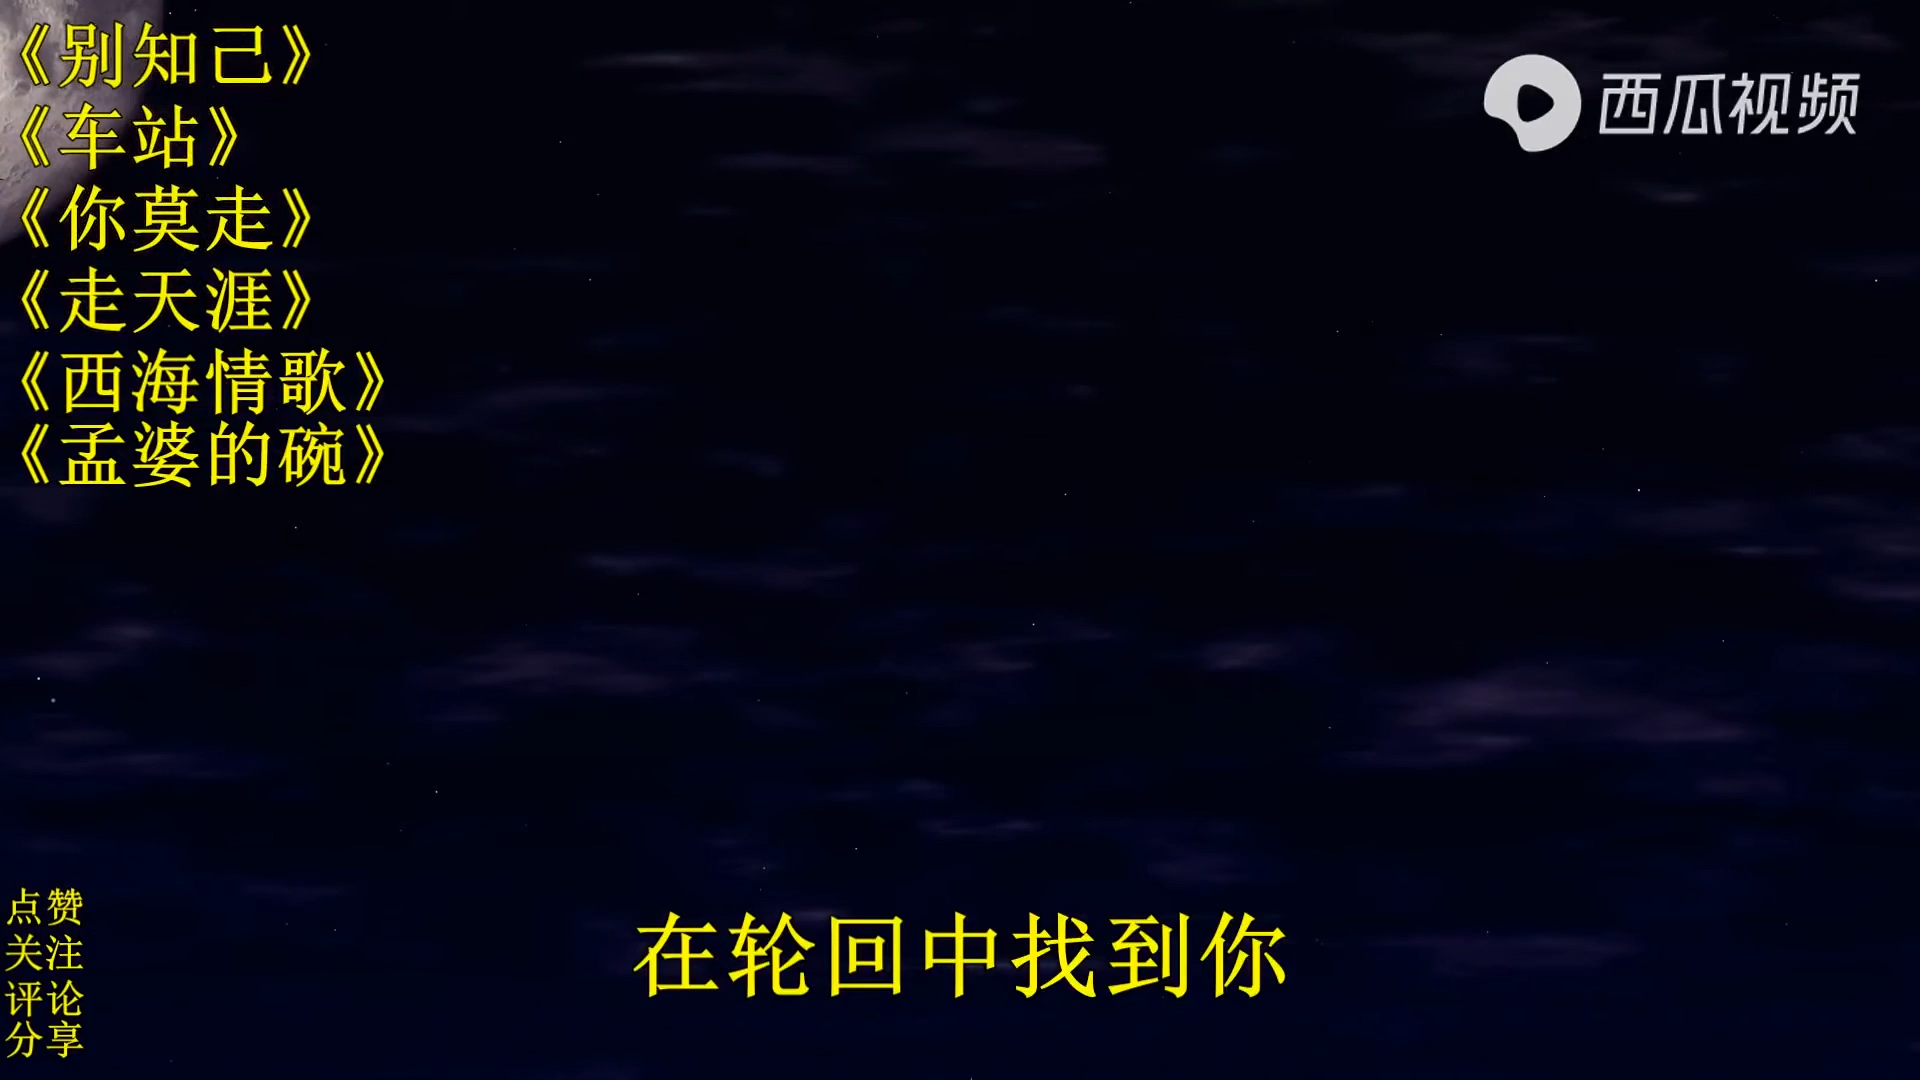 《别知己》
《车站》
《你莫走》
《走天涯》
《西海情歌》
《孟婆的碗》
西瓜视频
点赞
关注
评论
分享
在轮回中找到你